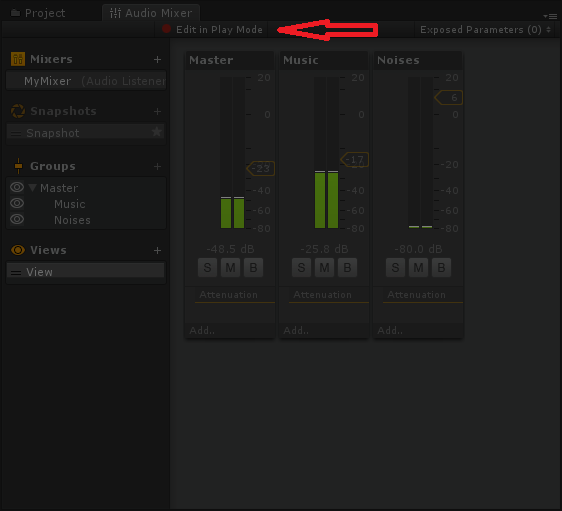 Project Audio Mixer
Edit in Play Mode Exposed Parameters (0)
Mixers +
MyMixer (Audio Listener
Snapshots +
Snapshot
Groups +
Master
Music
Noises
Views +
View
Master
20
0
-23
-20
-40
-60
-80
-48.5 dB
S M B
Attenuation
Add..
Music
20
0
-17
-20
-40
-60
-80
-25.8 dB
S M B
Attenuation
Add..
Noises
20
6
0
-20
-40
-60
-80
-80.0 dB
S M B
Attenuation
Add..